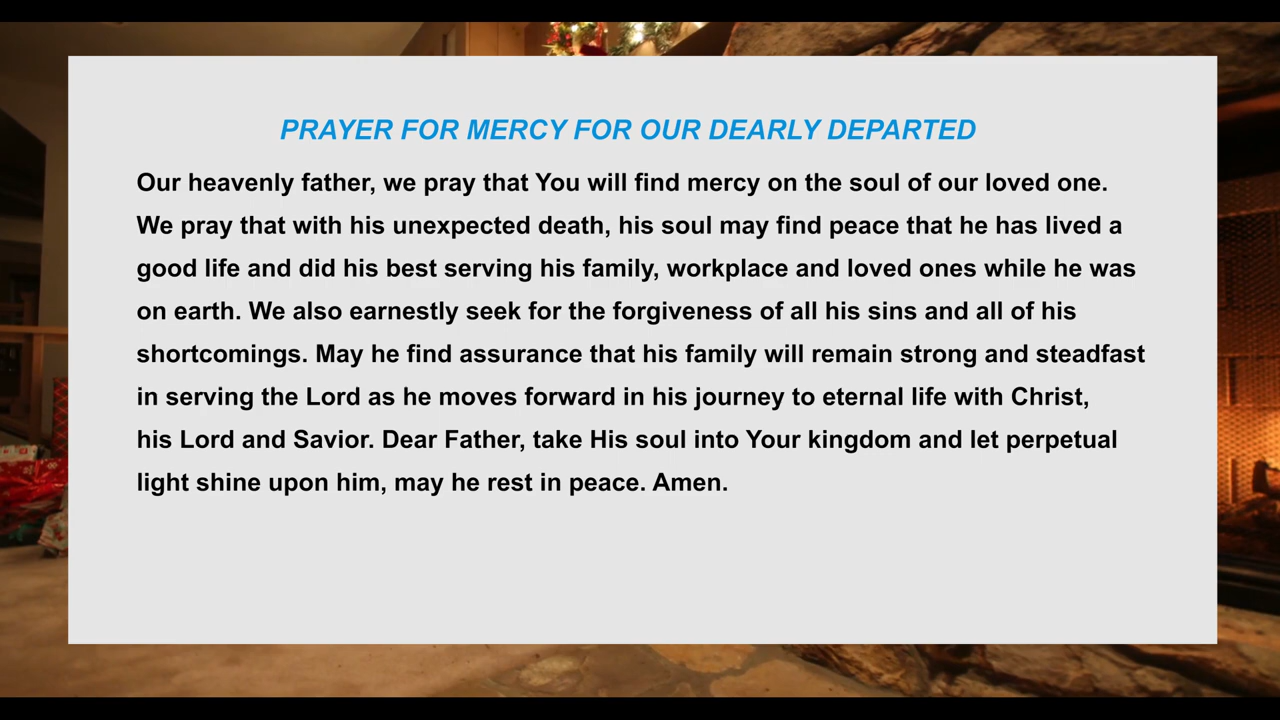 PRAYER FOR MERCY FOR OUR DEARLY DEPARTED
Our heavenly father, we pray that You will find mercy on the soul of our loved one.
We pray that with his unexpected death, his soul may find peace that he has lived a
good life and did his best serving his family, workplace and loved ones while he was
on earth. We also earnestly seek for the forgiveness of all his sins and all of his
shortcomings. May he find assurance that his family will remain strong and steadfast
in serving the Lord as he moves forward in his journey to eternal life with Christ,
his Lord and Savior. Dear Father, take His soul into Your kingdom and let perpetual
light shine upon him, may he rest in peace. Amen.